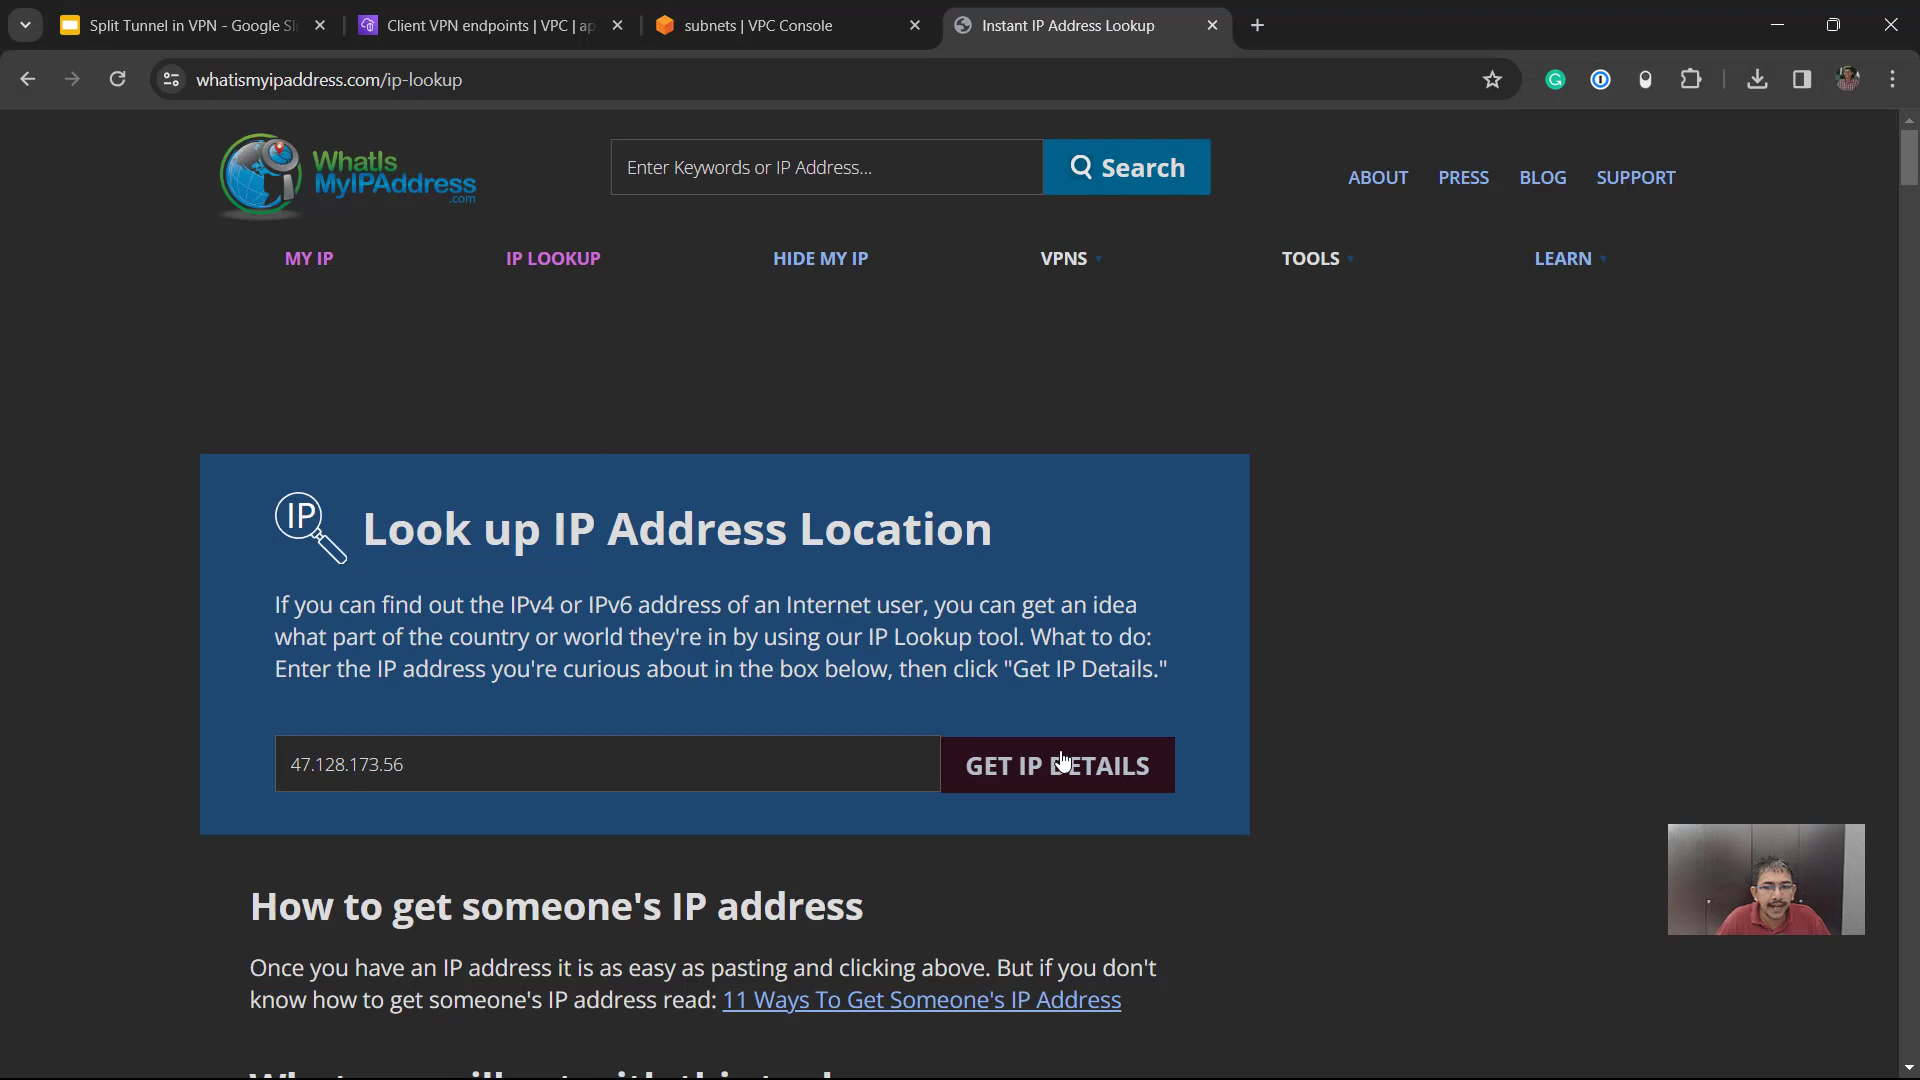 Split Tunnel in VPN - Google Sli
Client VPN endpoints | VPC | ap
subnets | VPC Console
Instant IP Address Lookup
whatismyipaddress.com/ip-lookup
WhatIs
MyIPAddress
.com
Enter Keywords or IP Address...
Search
ABOUT PRESS BLOG SUPPORT
MY IP IP LOOKUP HIDE MY IP VPNS TOOLS LEARN
IP
Look up IP Address Location
If you can find out the IPv4 or IPv6 address of an Internet user, you can get an idea
what part of the country or world they're in by using our IP Lookup tool. What to do:
Enter the IP address you're curious about in the box below, then click "Get IP Details."
47.128.173.56
GET IP DETAILS
How to get someone's IP address
Once you have an IP address it is as easy as pasting and clicking above. But if you don't
know how to get someone's IP address read: 11 Ways To Get Someone's IP Address